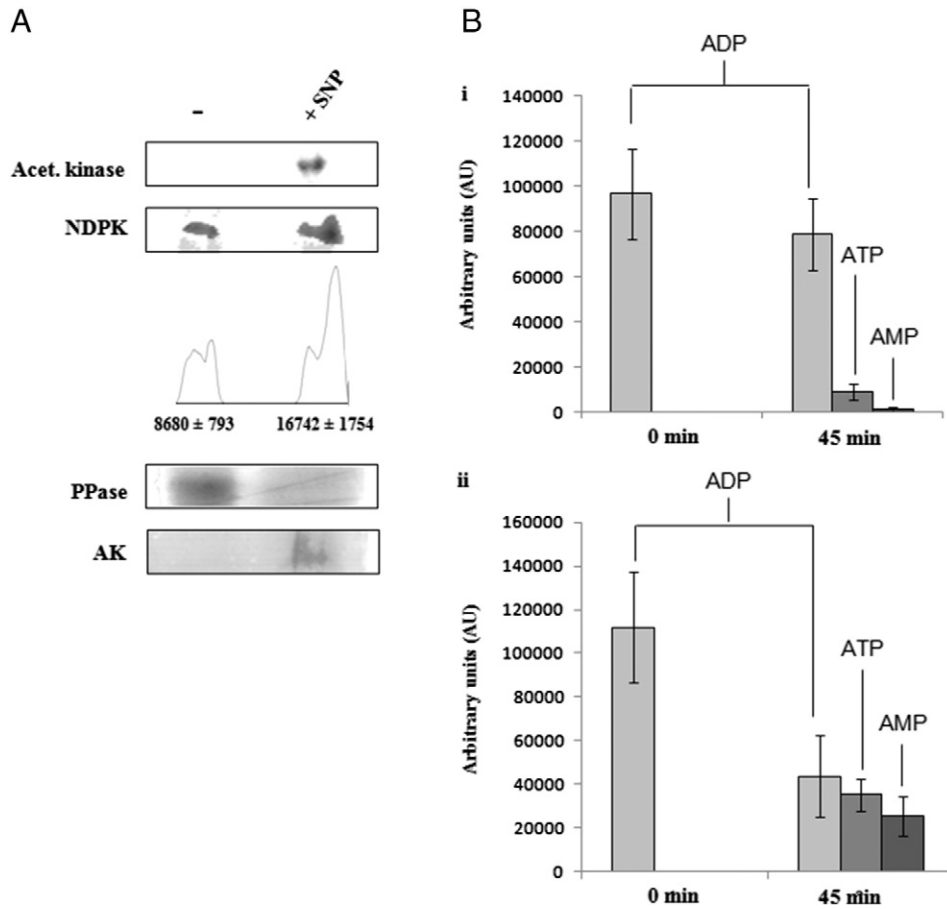 A
– + SNP
Acet. kinase
NDPK
8680 ± 793 16742 ± 1754
PPase
AK
B
i
ADP
Arbitrary units (AU)
140000
120000
100000
80000
60000
40000
20000
0
ATP
AMP
0 min 45 min
ii
ADP
Arbitrary units (AU)
160000
140000
120000
100000
80000
60000
40000
20000
0
ATP
AMP
0 min 45 min